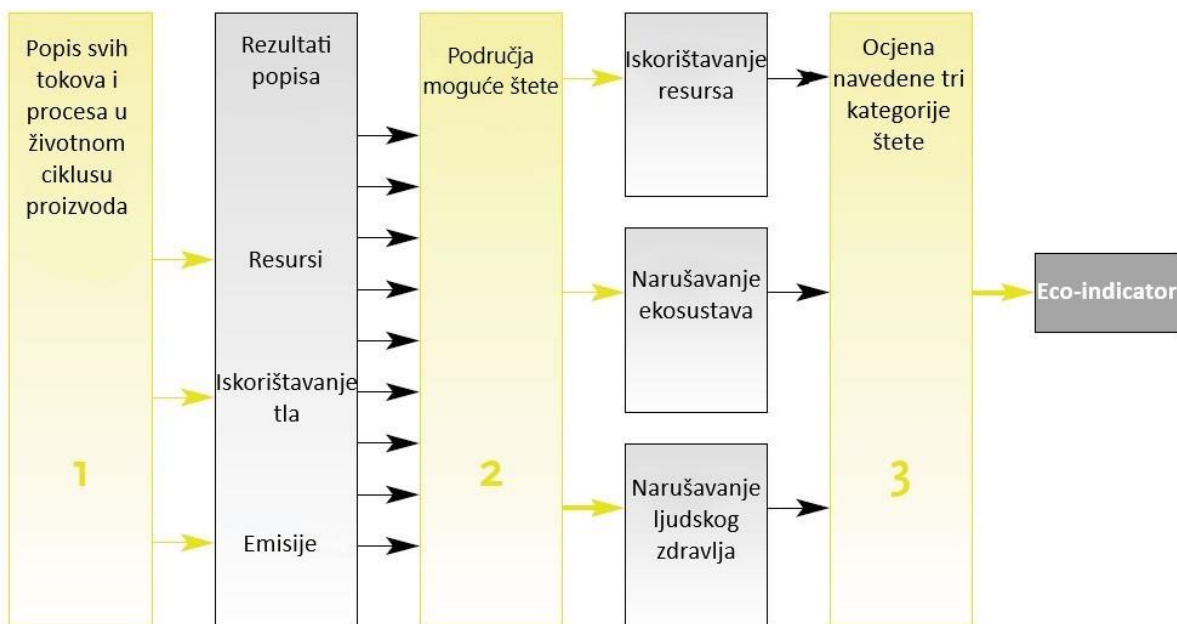 Popis svih
tokova i
procesa u
životnom
ciklusu
proizvoda
1
Rezultati
popisa
Resursi
Iskorištavanje
tla
Emisije
Područja
moguće štete
2
Iskorištavanje
resursa
Narušavanje
ekosustava
Narušavanje
ljudskog
zdravlja
Ocjena
navedene tri
kategorije
štete
3
Eco-indicator